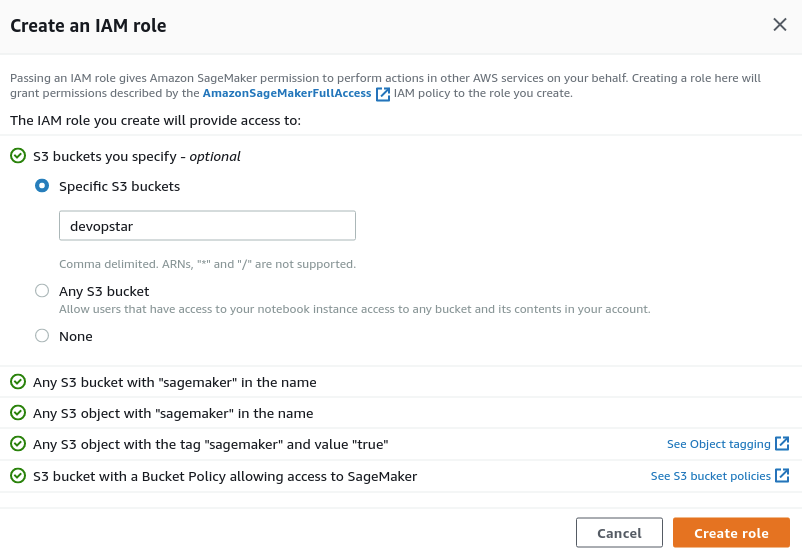 Create an IAM role
Passing an IAM role gives Amazon SageMaker permission to perform actions in other AWS services on your behalf. Creating a role here will
grant permissions described by the AmazonSageMakerFullAccess IAM policy to the role you create.
The IAM role you create will provide access to:
S3 buckets you specify - optional
Specific S3 buckets
devopstar
Comma delimited. ARNs, "*" and "/" are not supported.
Any S3 bucket
Allow users that have access to your notebook instance access to any bucket and its contents in your account.
None
Any S3 bucket with "sagemaker" in the name
Any S3 object with "sagemaker" in the name
Any S3 object with the tag "sagemaker" and value "true" See Object tagging
S3 bucket with a Bucket Policy allowing access to SageMaker See S3 bucket policies
Cancel Create role